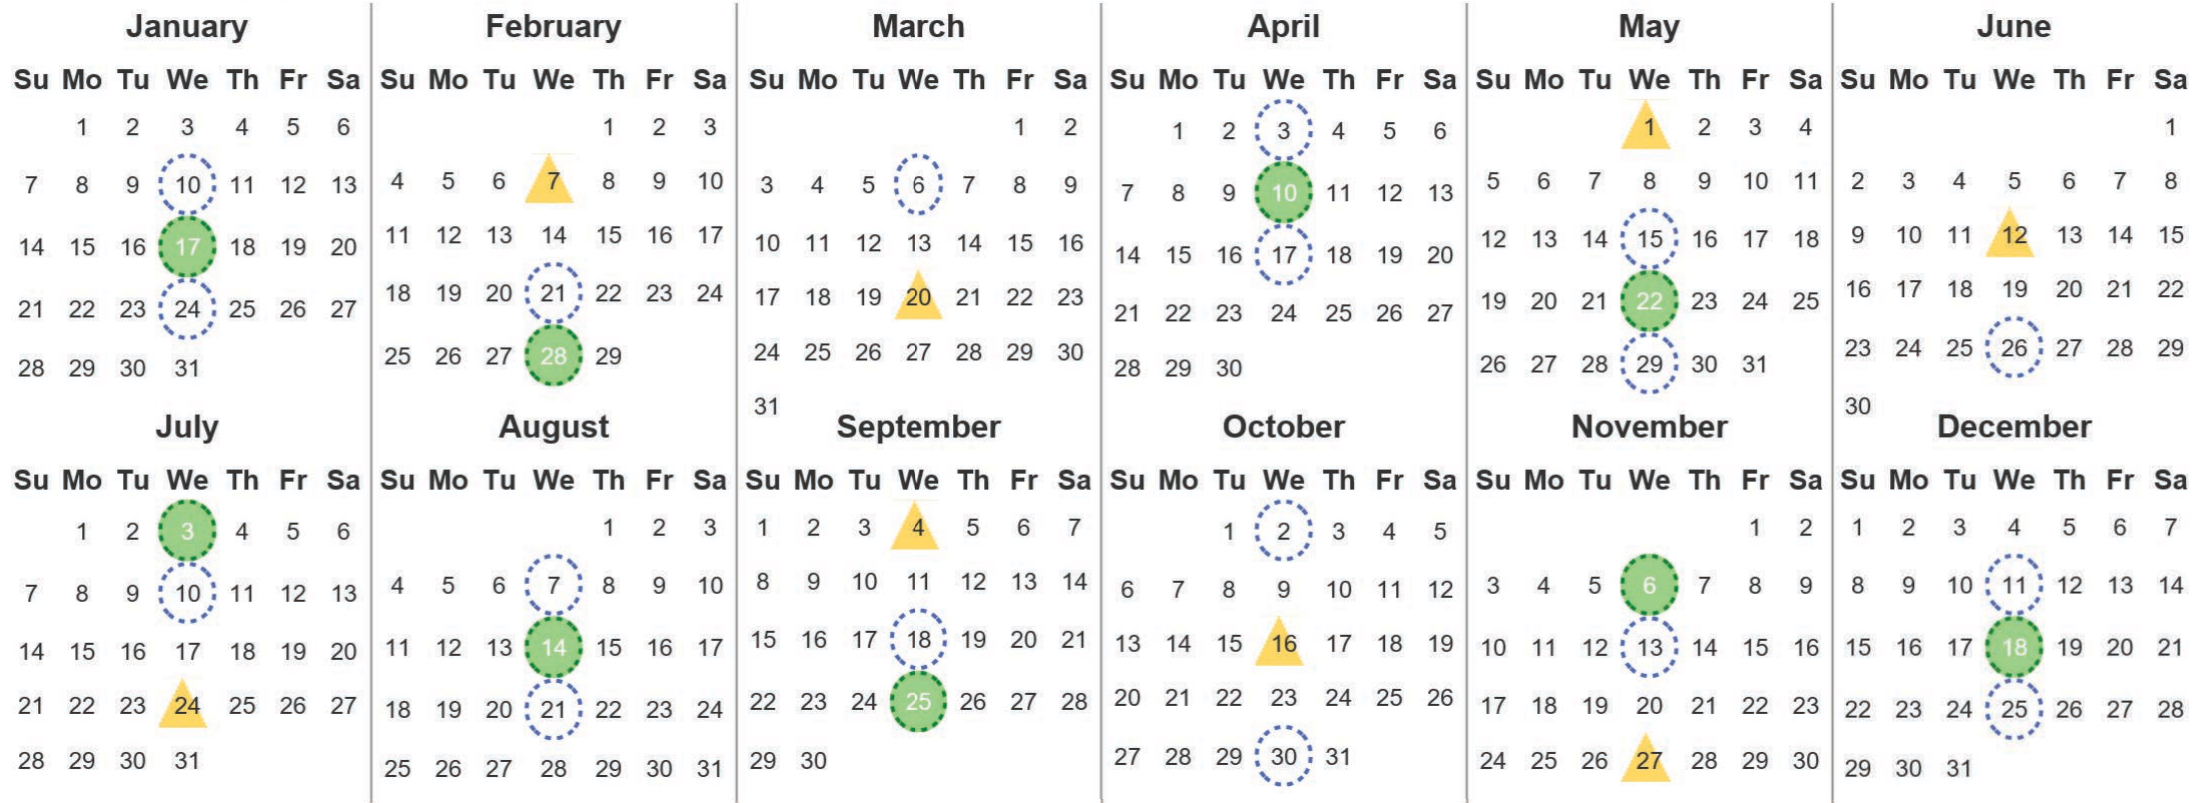 January February March April May June
Su Mo Tu We Th Fr Sa Su Mo Tu We Th Fr Sa Su Mo Tu We Th Fr Sa Su Mo Tu We Th Fr Sa Su Mo Tu We Th Fr Sa Su Mo Tu We Th Fr Sa
1 2 3 4 5 6 1 2 3 1 2 1 2 3 4 5 6 1 2 3 4 1
7 8 9 10 11 12 13 4 5 6 7 8 9 10 3 4 5 6 7 8 9 7 8 9 10 11 12 13 5 6 7 8 9 10 11 2 3 4 5 6 7 8
14 15 16 17 18 19 20 11 12 13 14 15 16 17 10 11 12 13 14 15 16 14 15 16 17 18 19 20 12 13 14 15 16 17 18 9 10 11 12 13 14 15
21 22 23 24 25 26 27 18 19 20 21 22 23 24 17 18 19 20 21 22 23 21 22 23 24 25 26 27 19 20 21 22 23 24 25 16 17 18 19 20 21 22
28 29 30 31 25 26 27 28 29 24 25 26 27 28 29 30 28 29 30 26 27 28 29 30 31 23 24 25 26 27 28 29
31 30
July August September October November December
Su Mo Tu We Th Fr Sa Su Mo Tu We Th Fr Sa Su Mo Tu We Th Fr Sa Su Mo Tu We Th Fr Sa Su Mo Tu We Th Fr Sa Su Mo Tu We Th Fr Sa
1 2 3 4 5 6 1 2 3 1 2 3 4 5 6 7 1 2 3 4 5 1 2 1 2 3 4 5 6 7
7 8 9 10 11 12 13 4 5 6 7 8 9 10 8 9 10 11 12 13 14 6 7 8 9 10 11 12 3 4 5 6 7 8 9 8 9 10 11 12 13 14
14 15 16 17 18 19 20 11 12 13 14 15 16 17 15 16 17 18 19 20 21 13 14 15 16 17 18 19 10 11 12 13 14 15 16 15 16 17 18 19 20 21
21 22 23 24 25 26 27 18 19 20 21 22 23 24 22 23 24 25 26 27 28 20 21 22 23 24 25 26 17 18 19 20 21 22 23 22 23 24 25 26 27 28
28 29 30 31 25 26 27 28 29 30 31 29 30 27 28 29 30 31 24 25 26 27 28 29 30 29 30 31